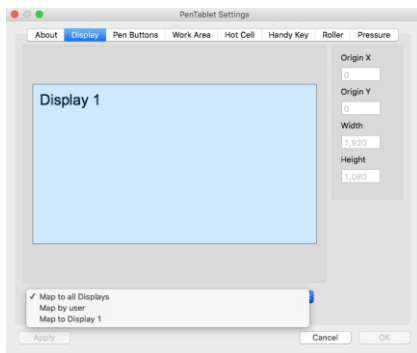 PenTablet Settings
About Display Pen Buttons Work Area Hot Cell Handy Key Roller Pressure
Origin X
0
Origin Y
0
Width
1,920
Height
1,080
Display 1
✓ Map to all Displays
Map by user
Map to Display 1
Apply Cancel OK